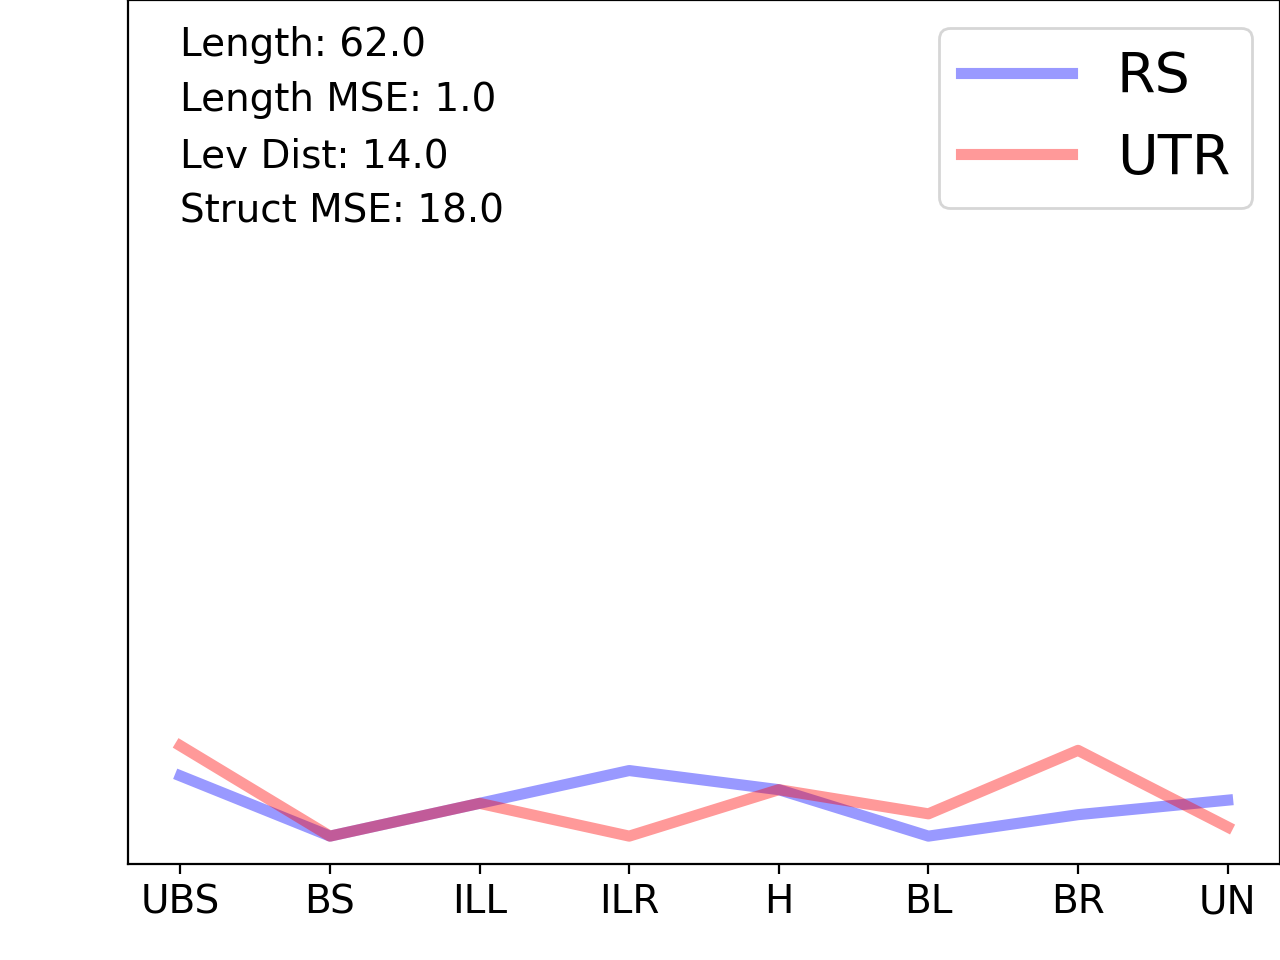 Length: 62.0
Length MSE: 1.0
Lev Dist: 14.0
Struct MSE: 18.0
RS
UTR
UBS BS ILL ILR H BL BR UN